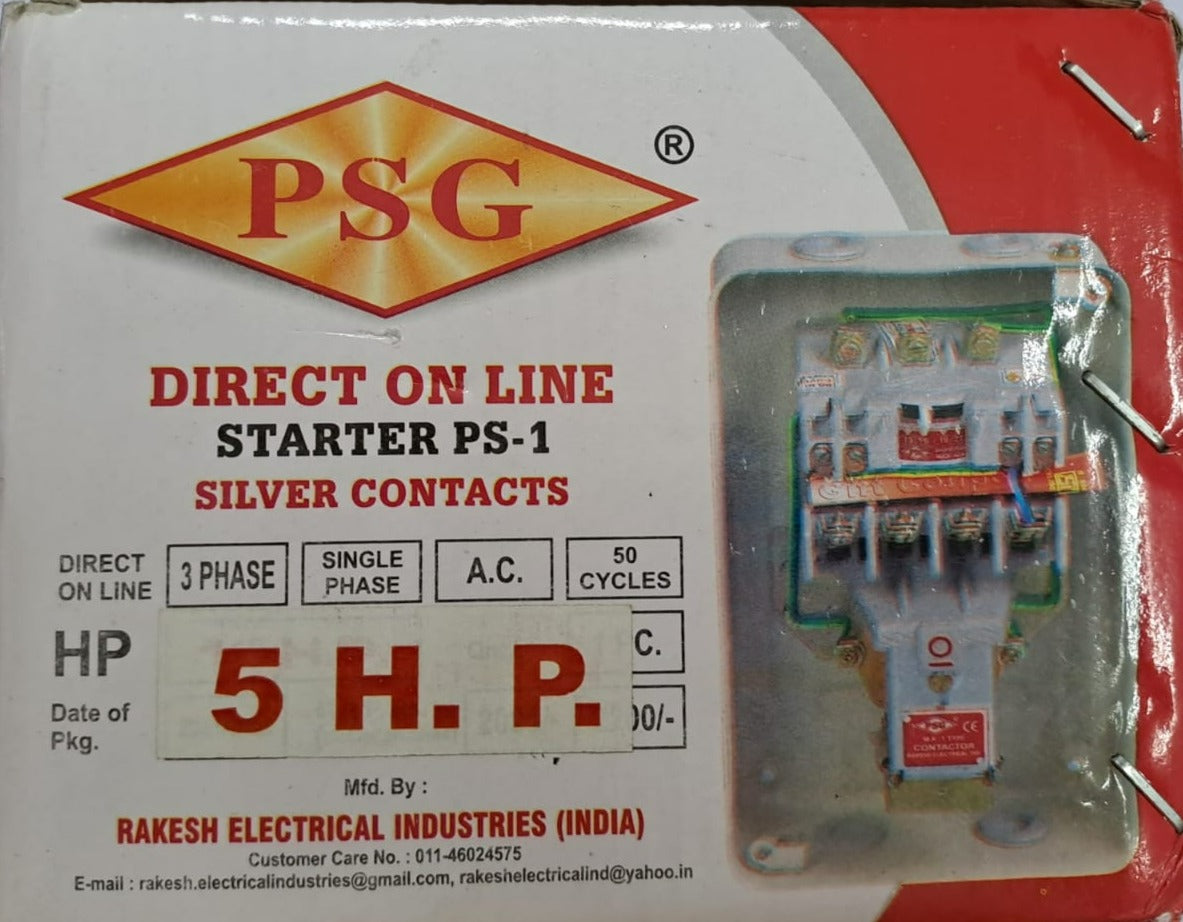 PSG ®
DIRECT ON LINE
STARTER PS-1
SILVER CONTACTS
DIRECT ON LINE
3 PHASE
SINGLE PHASE
A.C.
50 CYCLES
HP
5 H. P.
C.
Date of Pkg.
00/-
Mfd. By :
RAKESH ELECTRICAL INDUSTRIES (INDIA)
Customer Care No. : 011-46024575
E-mail : rakesh.electricalindustries@gmail.com, rakeshelectricalind@yahoo.in
CE
CONTACTOR